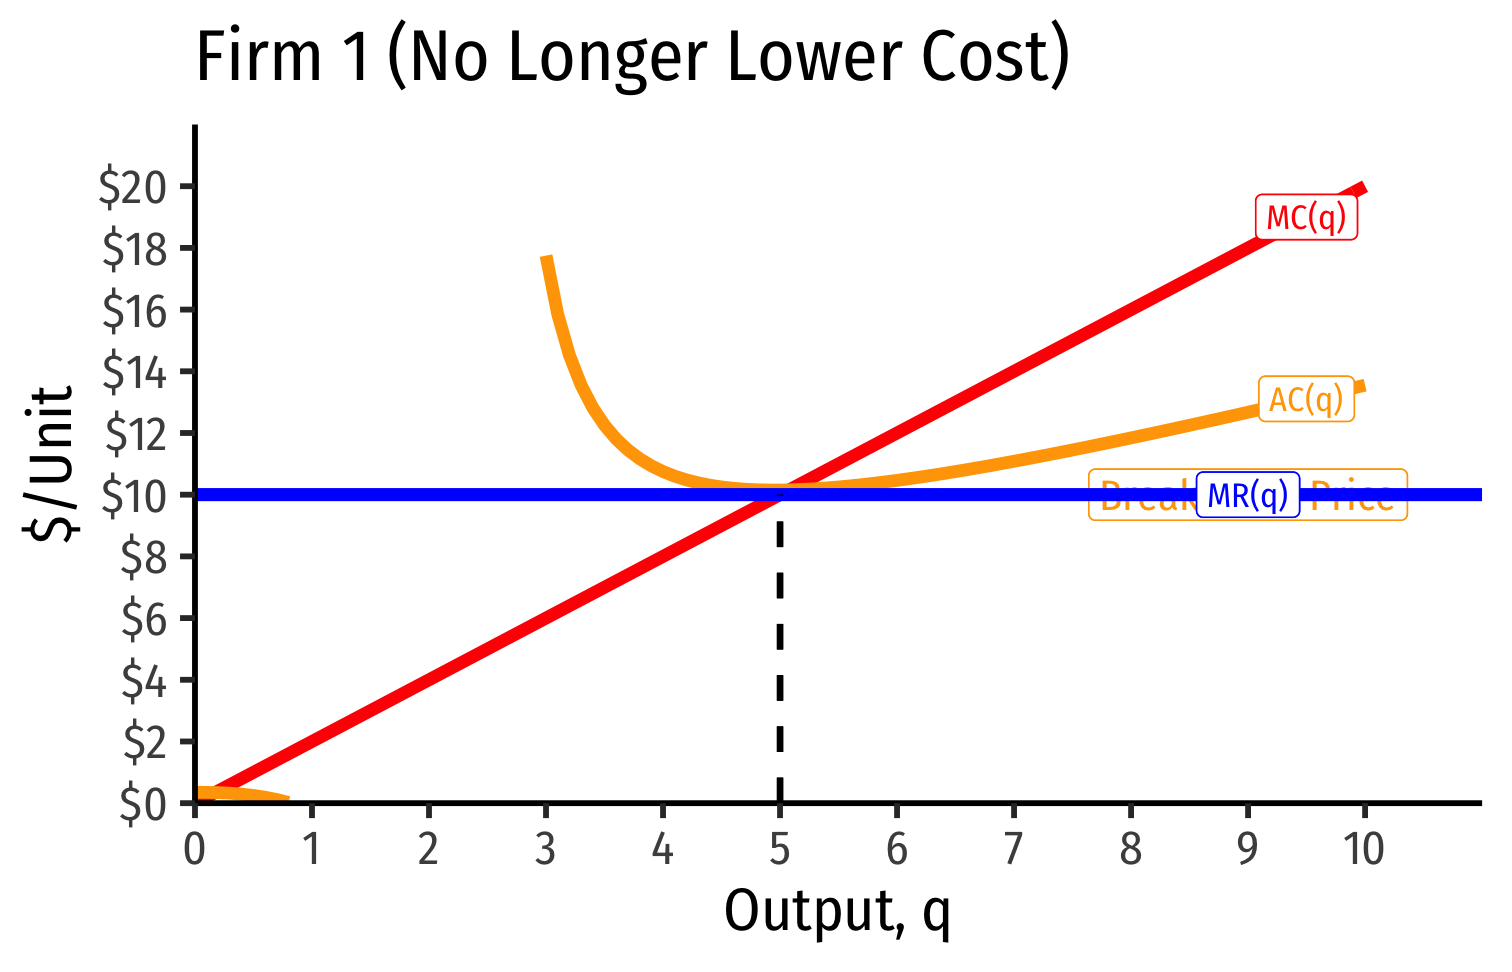 Firm 1 (No Longer Lower Cost)
$/Unit
$20
$18
$16
$14
$12
$10
$8
$6
$4
$2
$0
MC(q)
AC(q)
MR(q)
Price
0 1 2 3 4 5 6 7 8 9 10
Output, q